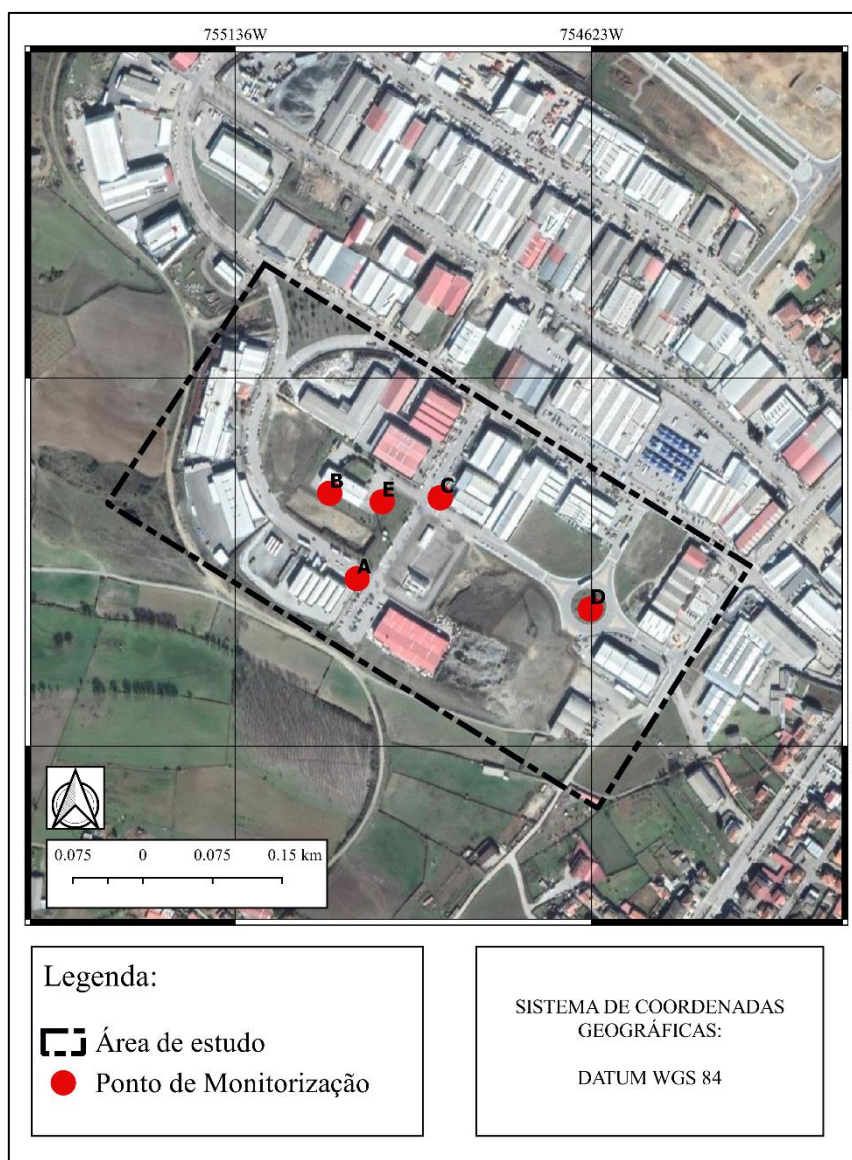 755136W 754623W
B
E
C
A
D
0.075 0 0.075 0.15 km
Legenda:
Área de estudo
Ponto de Monitorização
SISTEMA DE COORDENADAS
GEOGRÁFICAS:
DATUM WGS 84